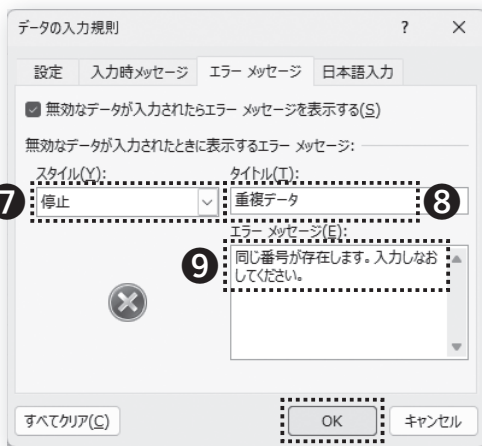 データの入力規則 ? ×
設定 入力時メッセージ エラー メッセージ 日本語入力
無効なデータが入力されたらエラー メッセージを表示する(S)
無効なデータが入力されたときに表示するエラー メッセージ:
スタイル(Y): タイトル(T):
❼ 停止 重複データ ❽
エラー メッセージ(E):
❾ 同じ番号が存在します。入力しなお
してください。
すべてクリア(C) OK キャンセル